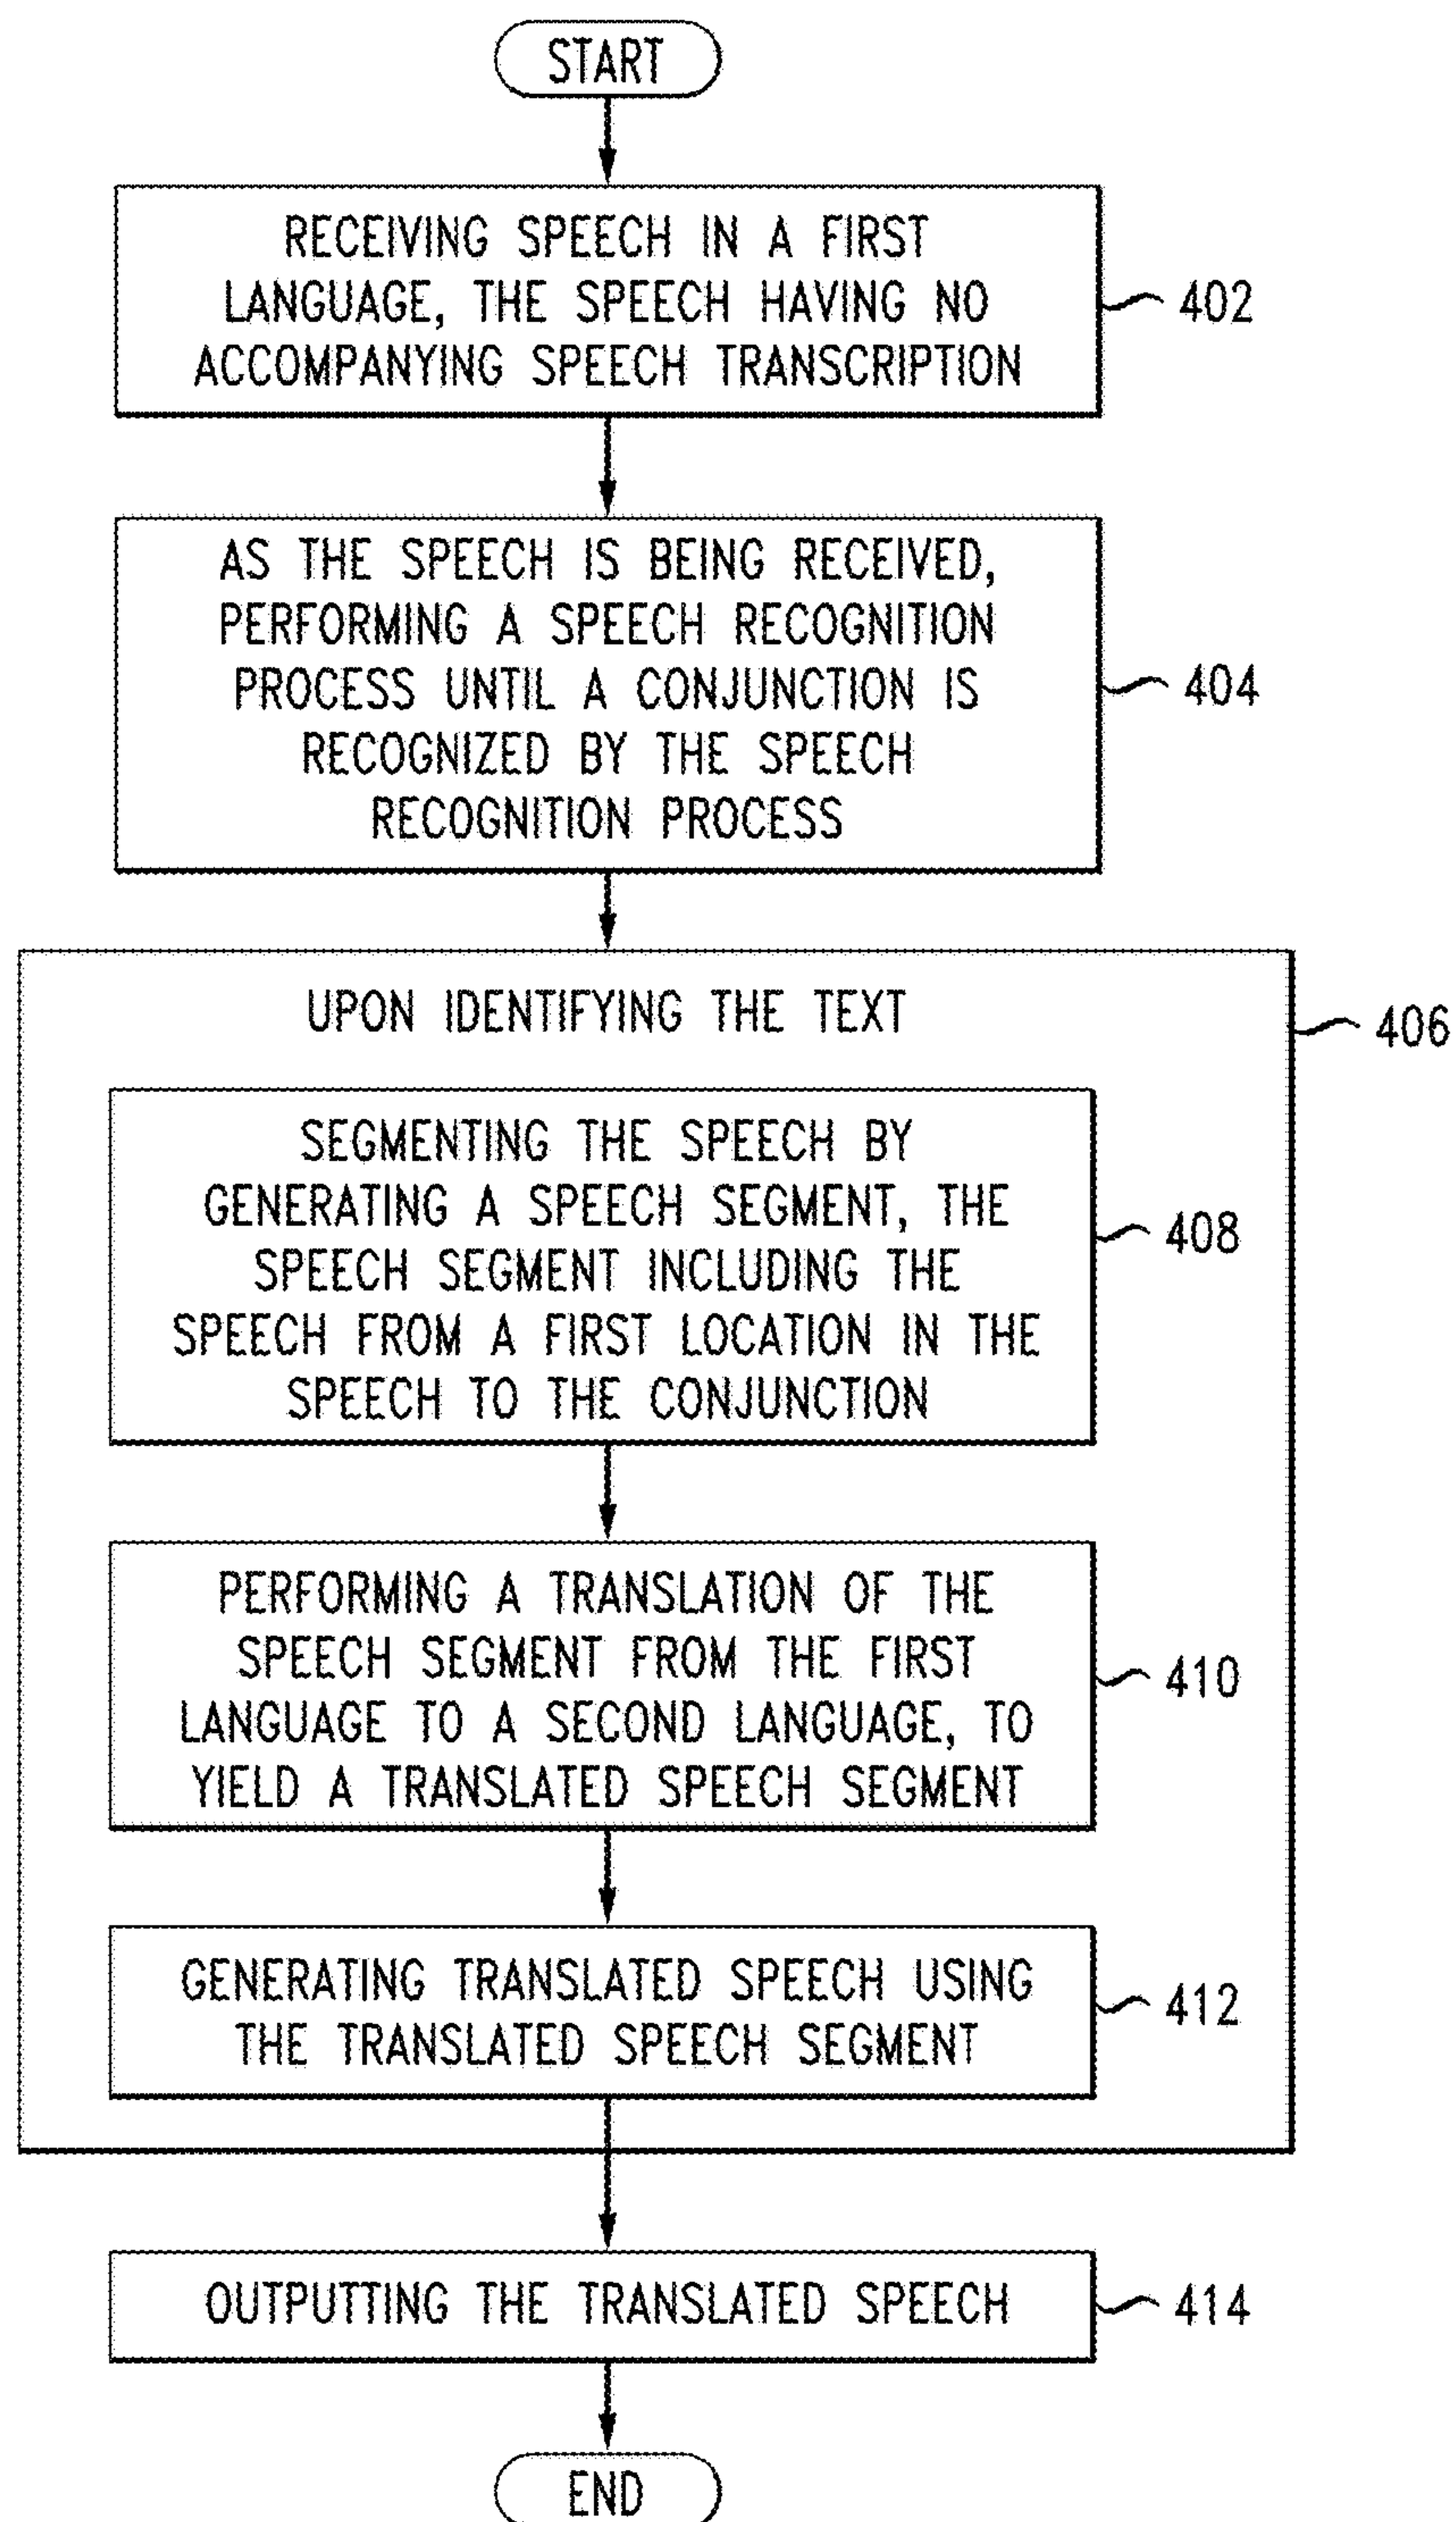 START
RECEIVING SPEECH IN A FIRST
LANGUAGE, THE SPEECH HAVING NO
ACCOMPANYING SPEECH TRANSCRIPTION
402
AS THE SPEECH IS BEING RECEIVED,
PERFORMING A SPEECH RECOGNITION
PROCESS UNTIL A CONJUNCTION IS
RECOGNIZED BY THE SPEECH
RECOGNITION PROCESS
404
UPON IDENTIFYING THE TEXT
406
SEGMENTING THE SPEECH BY
GENERATING A SPEECH SEGMENT, THE
SPEECH SEGMENT INCLUDING THE
SPEECH FROM A FIRST LOCATION IN THE
SPEECH TO THE CONJUNCTION
408
PERFORMING A TRANSLATION OF THE
SPEECH SEGMENT FROM THE FIRST
LANGUAGE TO A SECOND LANGUAGE, TO
YIELD A TRANSLATED SPEECH SEGMENT
410
GENERATING TRANSLATED SPEECH USING
THE TRANSLATED SPEECH SEGMENT
412
OUTPUTTING THE TRANSLATED SPEECH
414
END